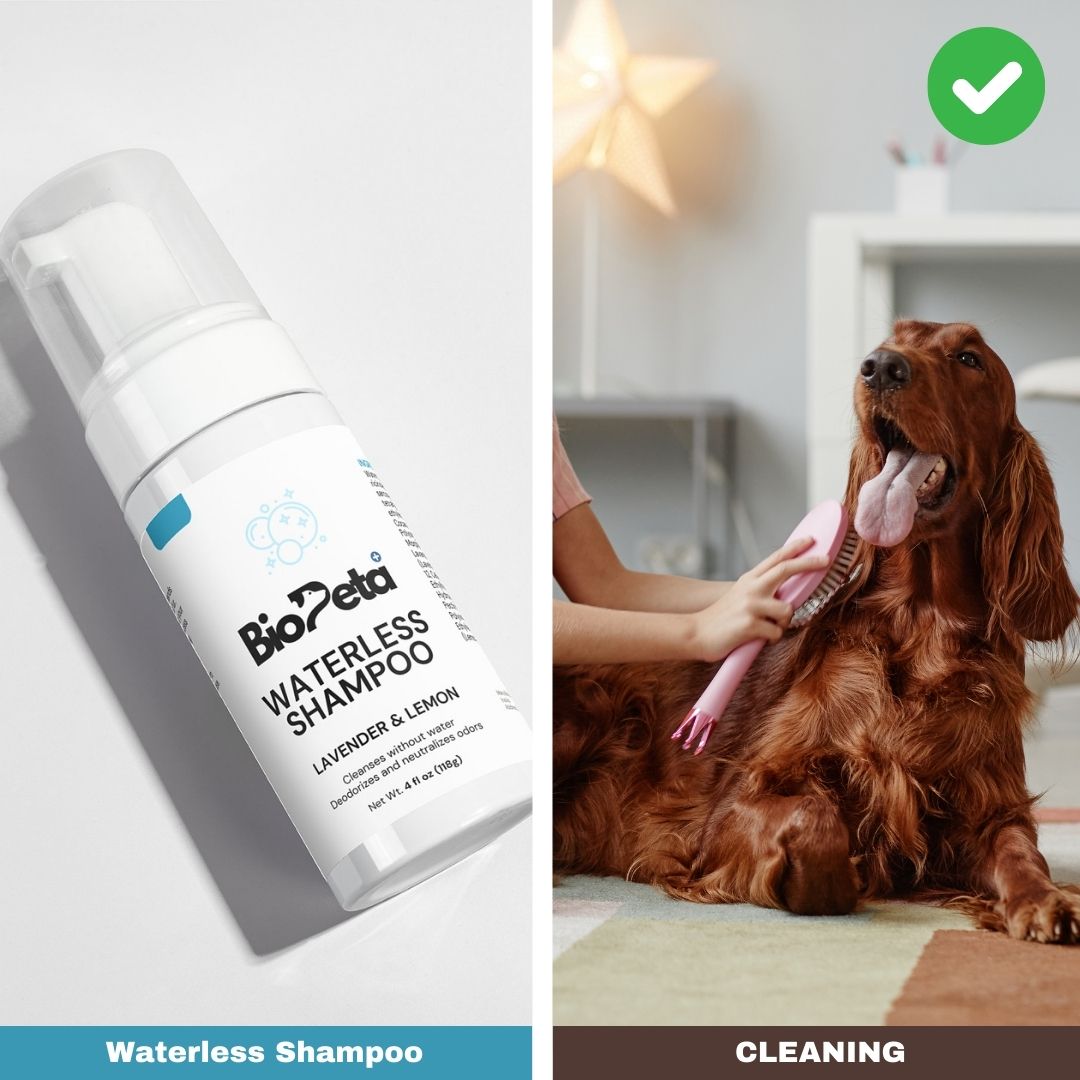 BioPeta
WATERLESS
SHAMPOO
LAVENDER & LEMON
Cleanses without water
Deodorizes and neutralizes odors
Net Wt. 4 fl oz (118g)
Waterless Shampoo
CLEANING